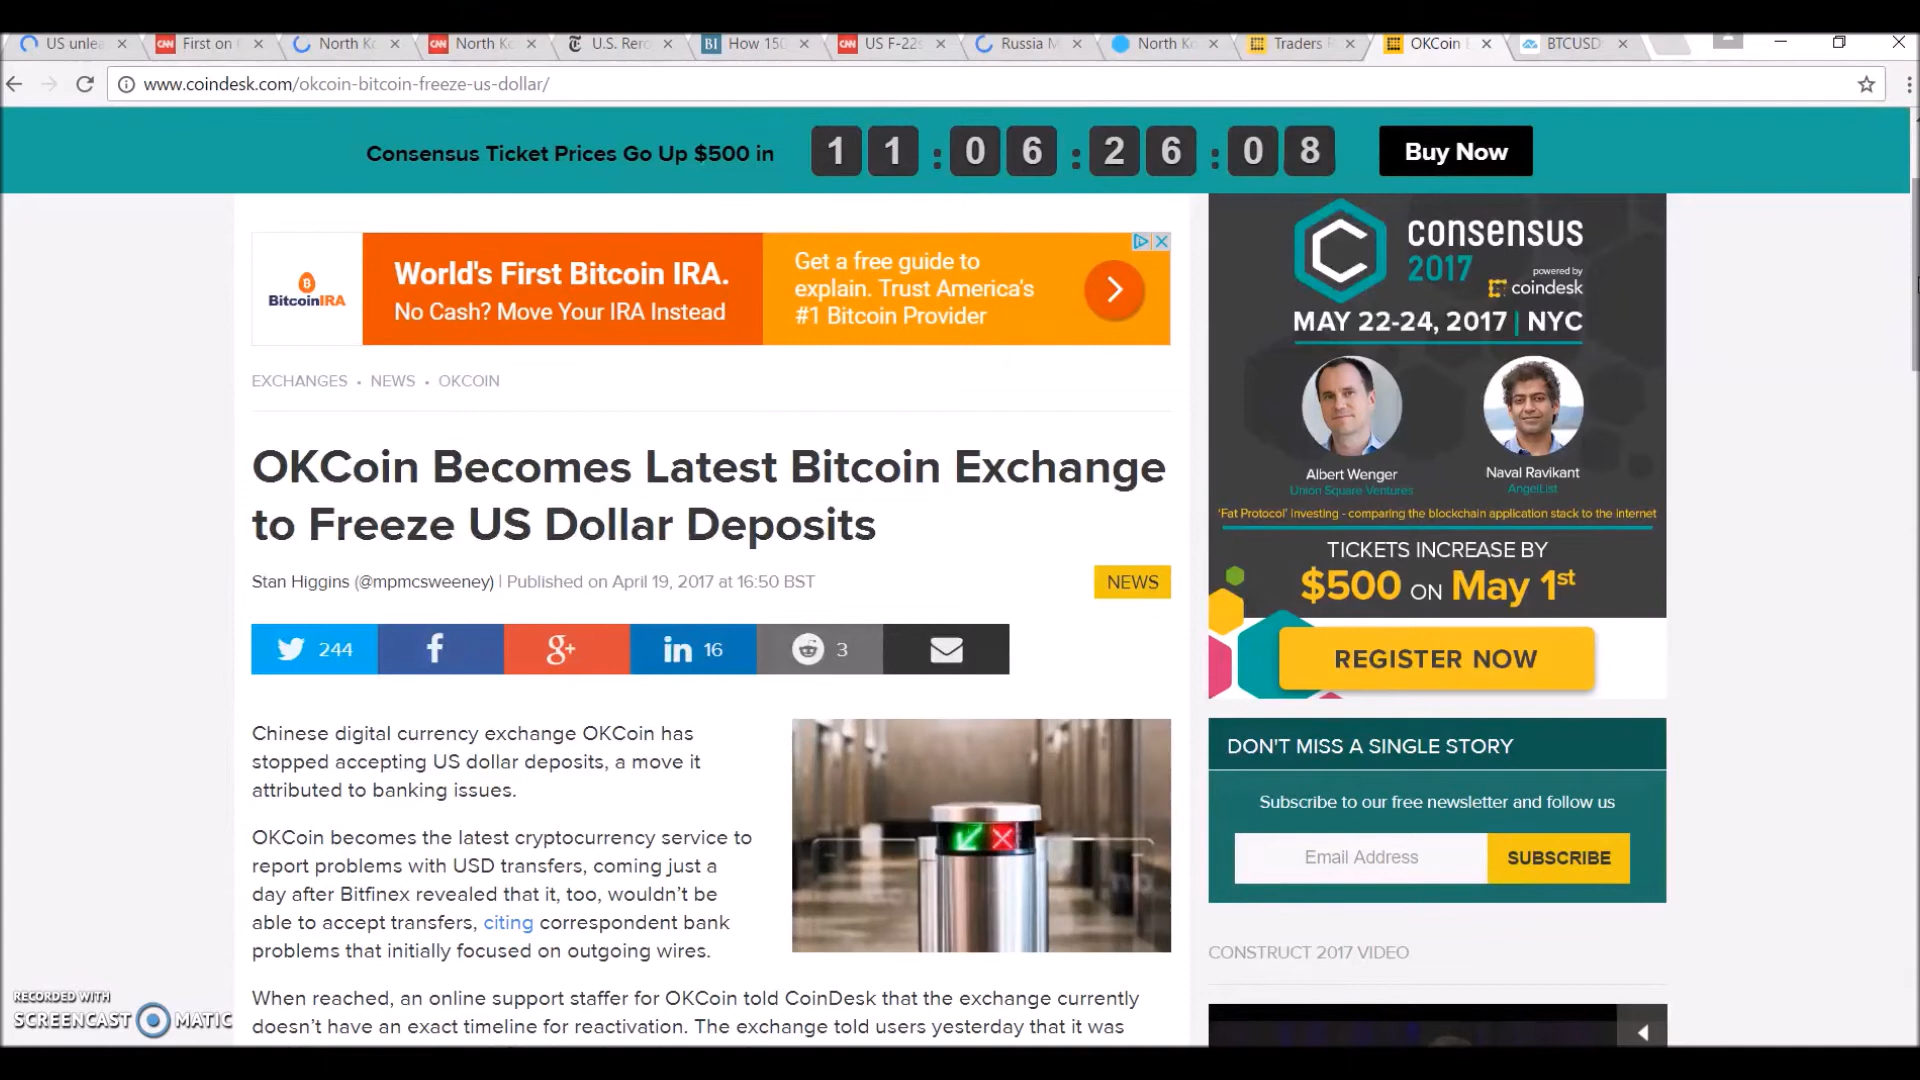 US unlea
First on
North Ko
North Ko
U.S. Rero
BI How 150
US F-22s
Russia M
North Ko
Traders
OKCoin
BTCUSD
www.coindesk.com/okcoin-bitcoin-freeze-us-dollar/
Consensus Ticket Prices Go Up $500 in
11:06:26:08
Buy Now
BitcoinIRA
World's First Bitcoin IRA.
No Cash? Move Your IRA Instead
Get a free guide to
explain. Trust America's
#1 Bitcoin Provider
EXCHANGES • NEWS • OKCOIN
OKCoin Becomes Latest Bitcoin Exchange
to Freeze US Dollar Deposits
Stan Higgins (@mpmcsweeney) | Published on April 19, 2017 at 16:50 BST
NEWS
244
16
3
Chinese digital currency exchange OKCoin has
stopped accepting US dollar deposits, a move it
attributed to banking issues.
OKCoin becomes the latest cryptocurrency service to
report problems with USD transfers, coming just a
day after Bitfinex revealed that it, too, wouldn't be
able to accept transfers, citing correspondent bank
problems that initially focused on outgoing wires.
When reached, an online support staffer for OKCoin told CoinDesk that the exchange currently
doesn't have an exact timeline for reactivation. The exchange told users yesterday that it was
consensus
2017
powered by
coindesk
MAY 22-24, 2017 | NYC
Albert Wenger
Union Square Ventures
Naval Ravikant
AngelList
'Fat Protocol' Investing - comparing the blockchain application stack to the internet
TICKETS INCREASE BY
$500 ON May 1st
REGISTER NOW
DON'T MISS A SINGLE STORY
Subscribe to our free newsletter and follow us
Email Address
SUBSCRIBE
CONSTRUCT 2017 VIDEO
RECORDED WITH
SCREENCAST MATIC